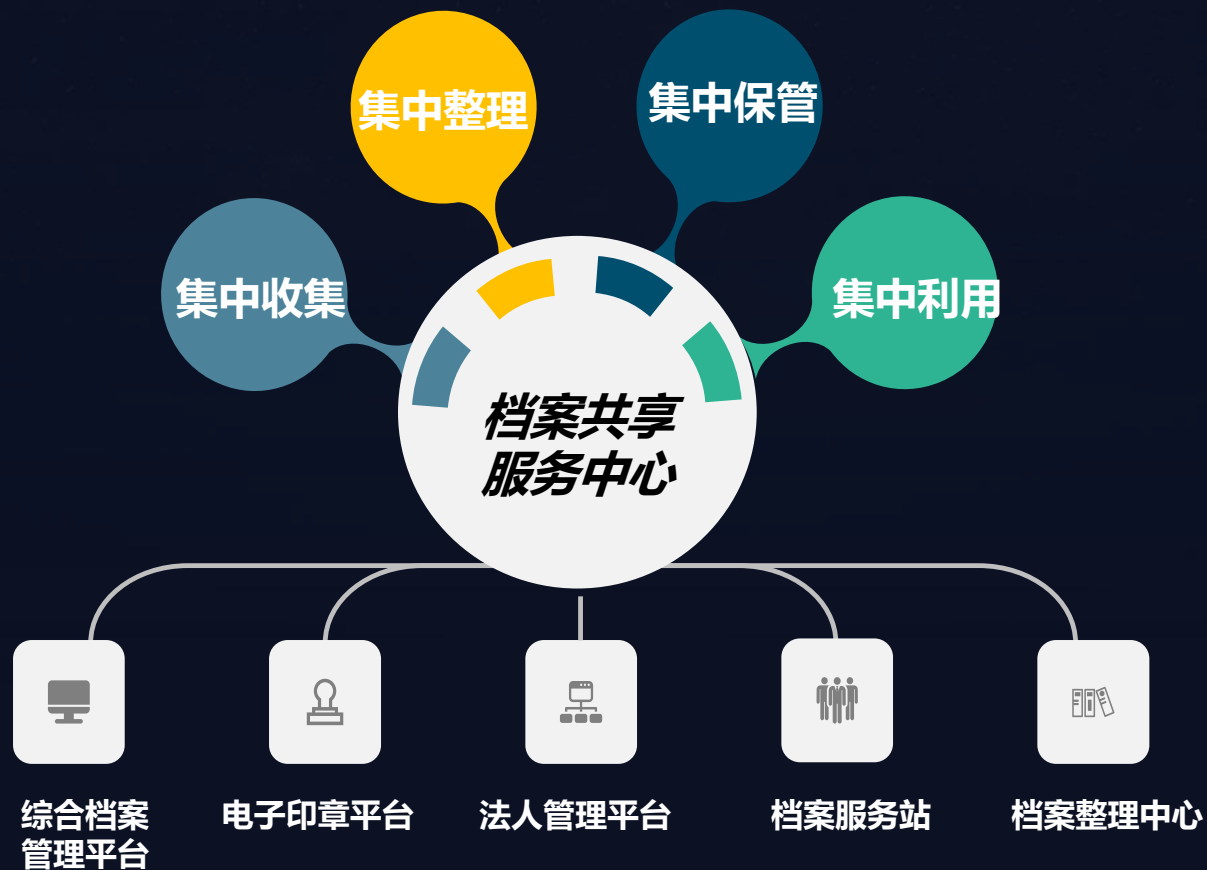 集中整理
集中保管
集中收集
集中利用
档案共享
服务中心
综合档案
管理平台
电子印章平台
法人管理平台
档案服务站
档案整理中心